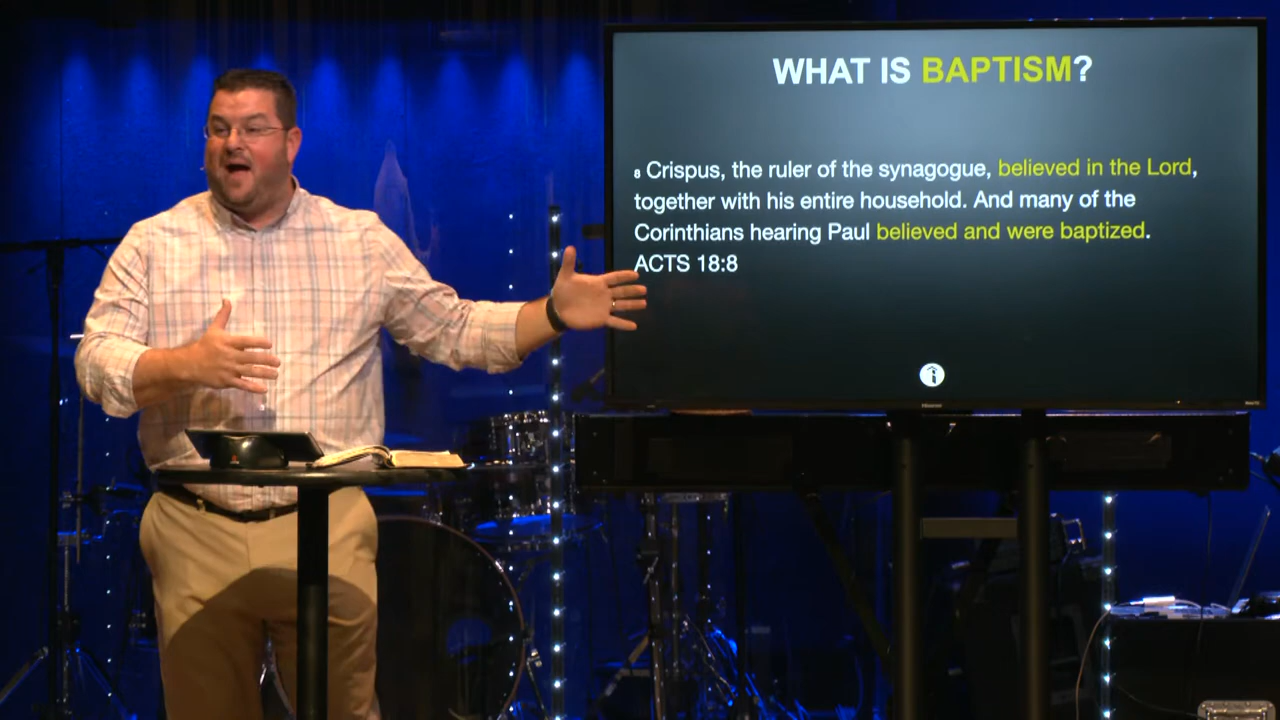 WHAT IS BAPTISM?
8 Crispus, the ruler of the synagogue, believed in the Lord,
together with his entire household. And many of the
Corinthians hearing Paul believed and were baptized.
ACTS 18:8
Hisense